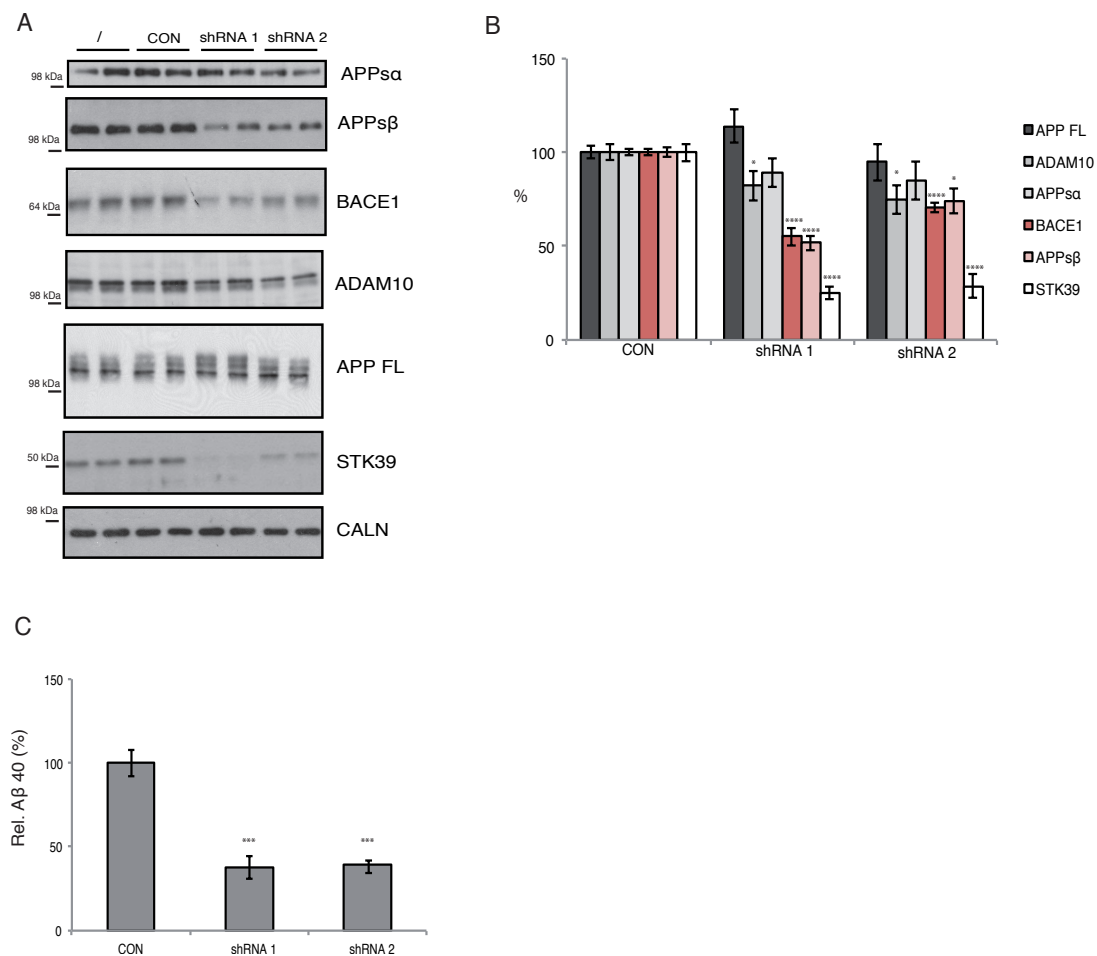 A
/ CON shRNA 1 shRNA 2
98 kDa
APPsα
98 kDa
APPsβ
64 kDa
BACE1
98 kDa
ADAM10
98 kDa
APP FL
50 kDa
STK39
98 kDa
CALN
B
150
100
%
50
0
* **** **** ****
* **** * ****
CON shRNA 1 shRNA 2
APP FL
ADAM10
APPsα
BACE1
APPsβ
STK39
C
150
100
Rel. Aβ 40 (%)
50
0
*** ***
CON shRNA 1 shRNA 2